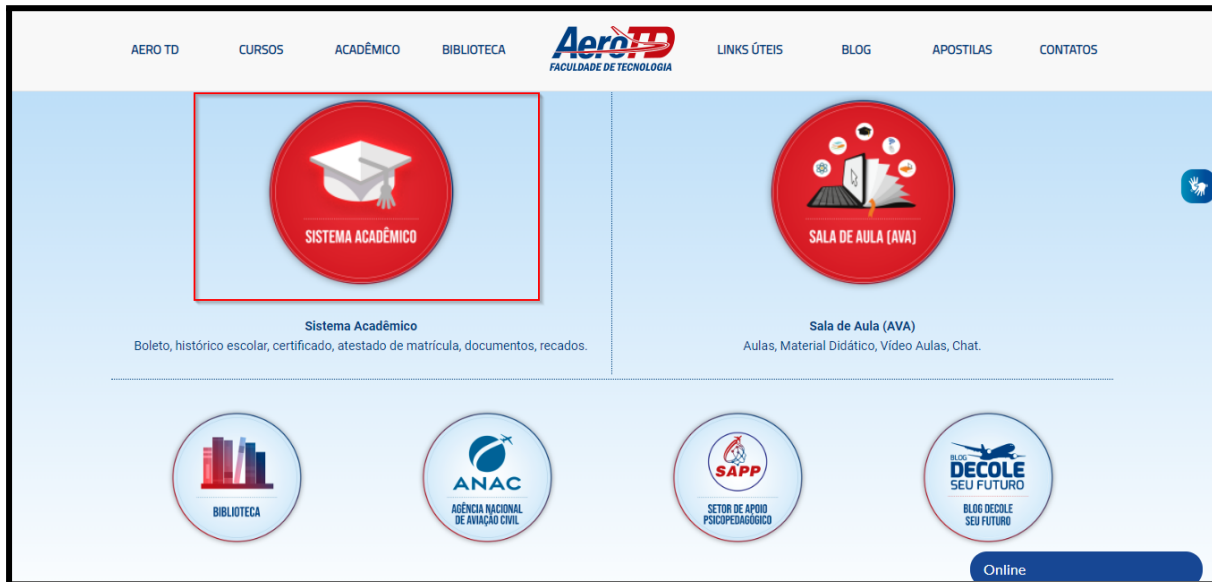 AERO TD
CURSOS
ACADÊMICO
BIBLIOTECA
AeroTD
FACULDADE DE TECNOLOGIA
LINKS ÚTEIS
BLOG
APOSTILAS
CONTATOS
SISTEMA ACADÊMICO
SALA DE AULA (AVA)
Sistema Acadêmico
Boleto, histórico escolar, certificado, atestado de matrícula, documentos, recados.
Sala de Aula (AVA)
Aulas, Material Didático, Vídeo Aulas, Chat.
BIBLIOTECA
ANAC
AGÊNCIA NACIONAL
DE AVIAÇÃO CIVIL
SAPP
SETOR DE APOIO
PSICOPEDAGÓGICO
BLOG
DECOLE
SEU FUTURO
BLOG DECOLE
SEU FUTURO
Online